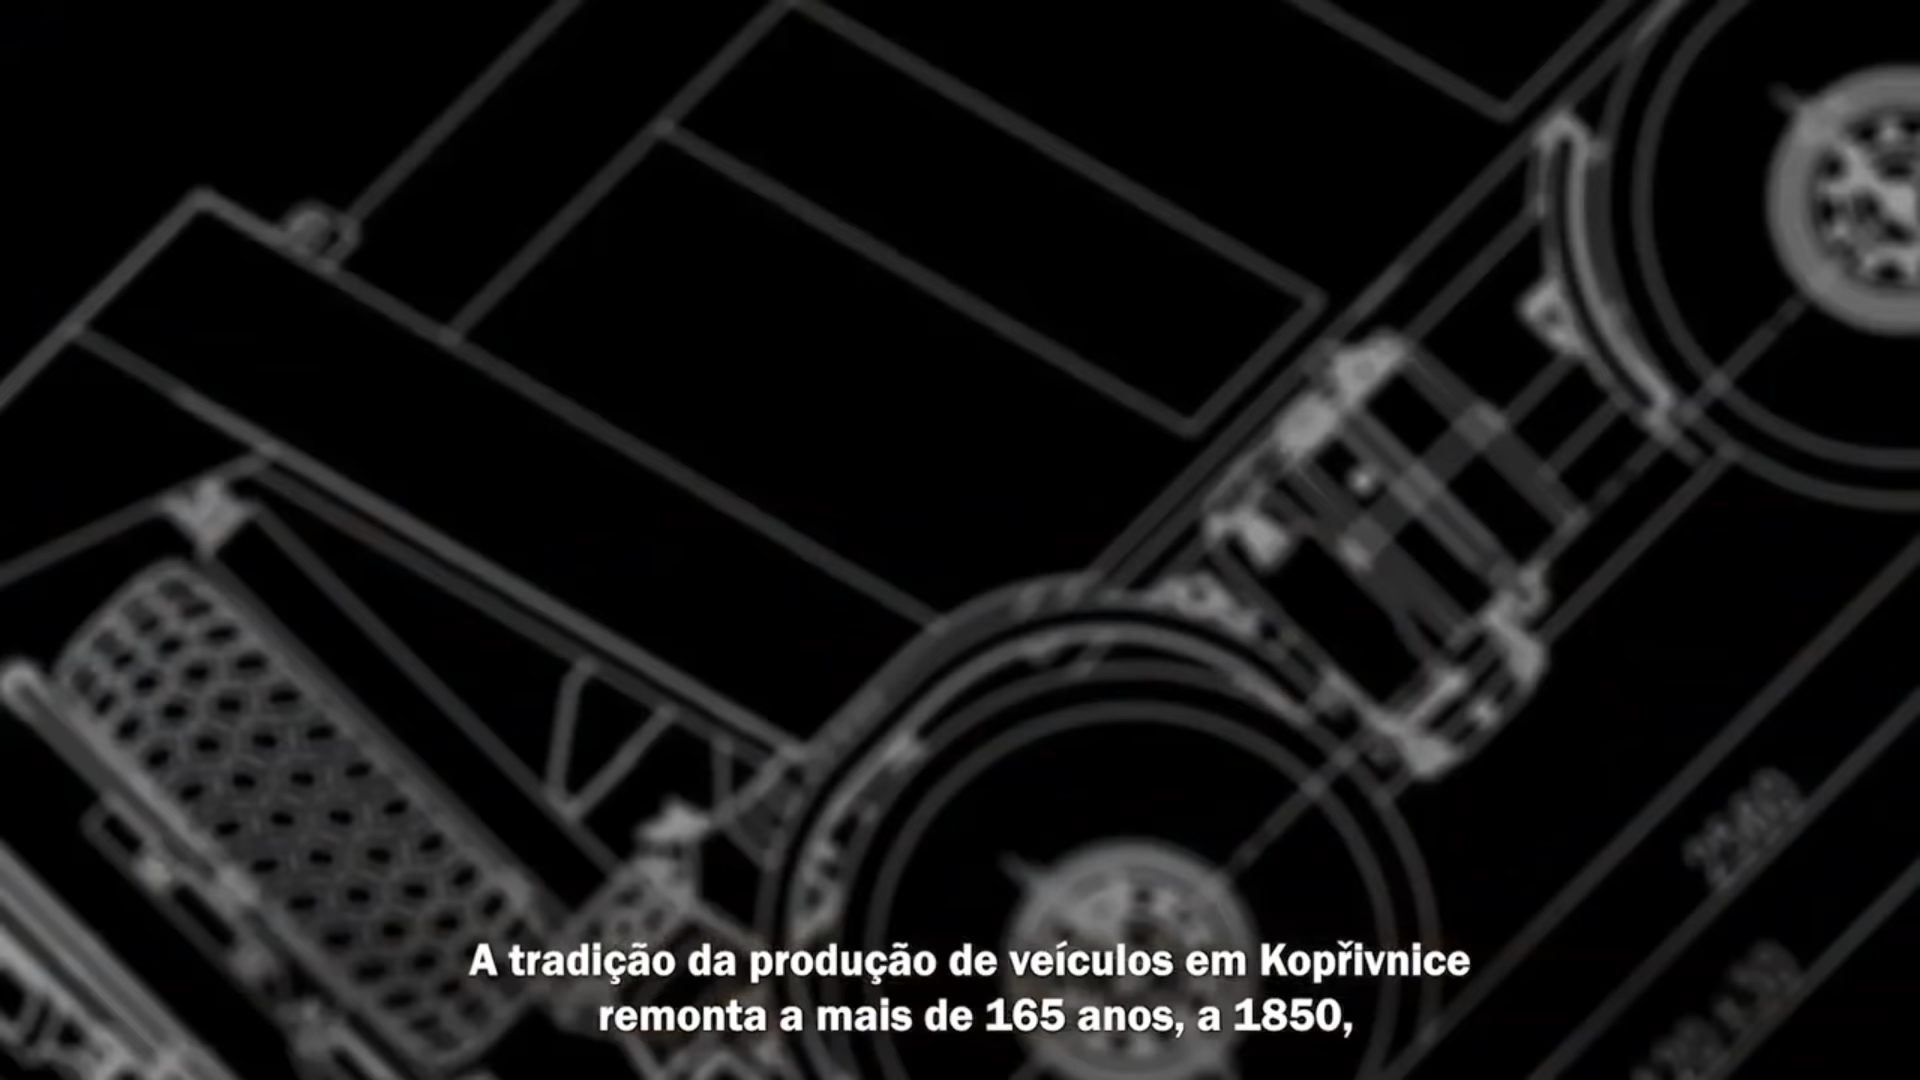 A tradição da produção de veículos em Kopřivnice
remonta a mais de 165 anos, a 1850,